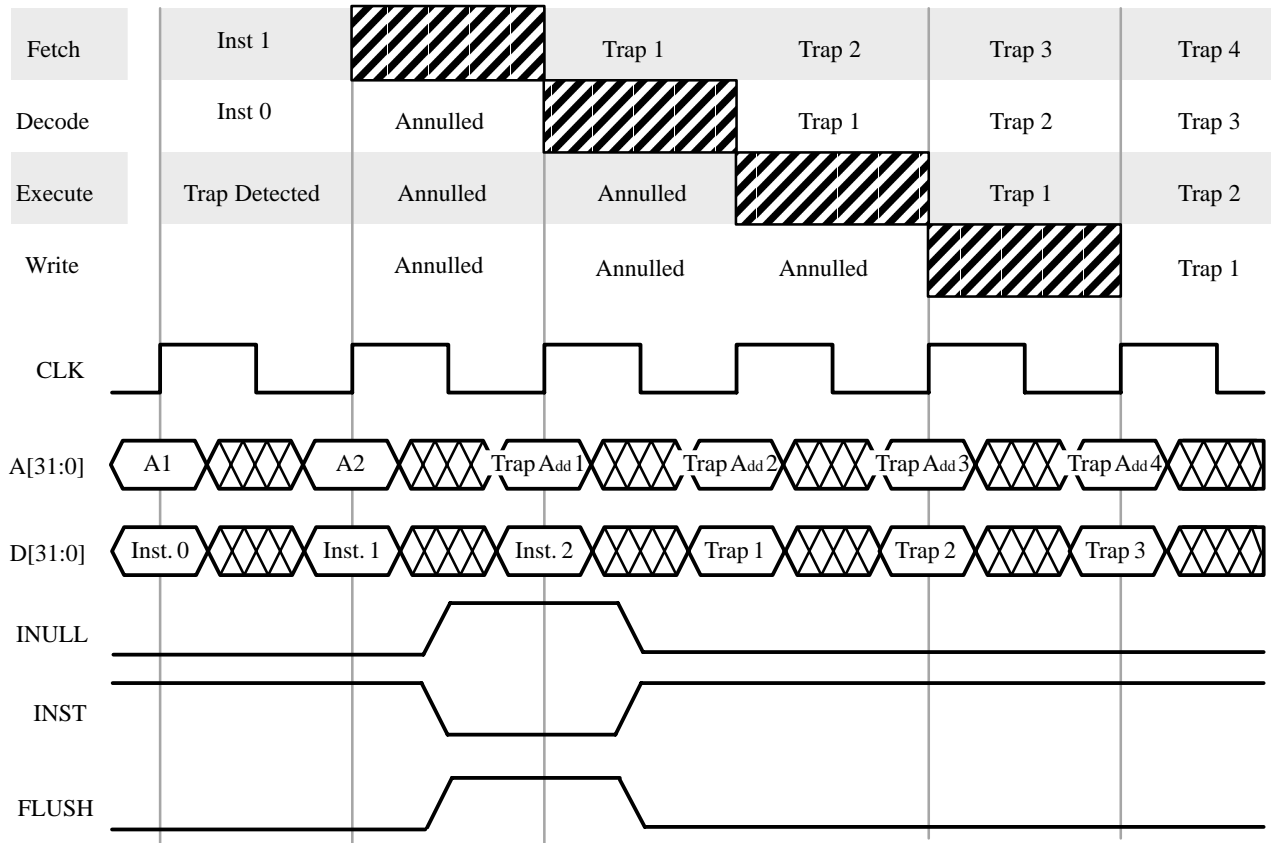 Fetch Inst 1 Trap 1 Trap 2 Trap 3 Trap 4
Decode Inst 0 Annulled Trap 1 Trap 2 Trap 3
Execute Trap Detected Annulled Annulled Trap 1 Trap 2
Write Annulled Annulled Annulled Trap 1
CLK
A[31:0] A1 A2 Trap Add 1 Trap Add 2 Trap Add 3 Trap Add 4
D[31:0] Inst. 0 Inst. 1 Inst. 2 Trap 1 Trap 2 Trap 3
INULL
INST
FLUSH